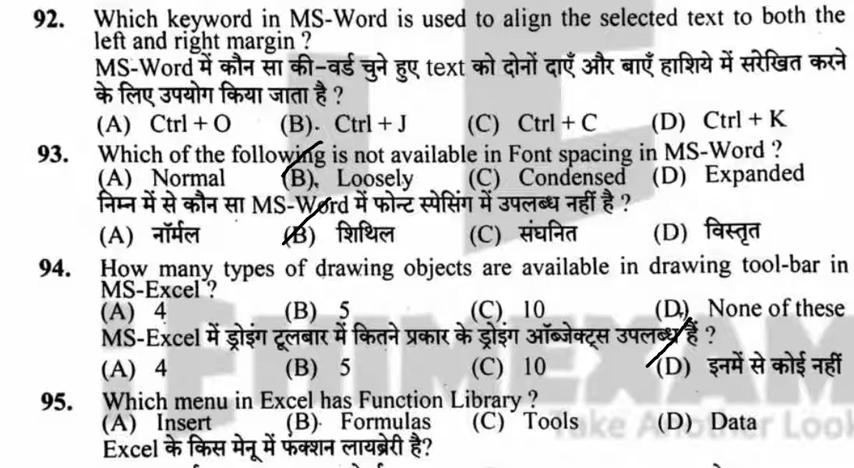 92. Which keyword in MS-Word is used to align the selected text to both the
left and right margin ?
MS-Word में कौन सा की-वर्ड चुने हुए text को दोनों दाएँ और बाएँ हाशिये में सरेखित करने
के लिए उपयोग किया जाता है ?
(A) Ctrl + O (B). Ctrl + J (C) Ctrl + C (D) Ctrl + K
93. Which of the following is not available in Font spacing in MS-Word ?
(A) Normal (B). Loosely (C) Condensed (D) Expanded
निम्न में से कौन सा MS-Word में फोन्ट स्पेसिंग में उपलब्ध नहीं है ?
(A) नॉर्मल (B) शिथिल (C) संघनित (D) विस्तृत
94. How many types of drawing objects are available in drawing tool-bar in
MS-Excel ?
(A) 4 (B) 5 (C) 10 (D) None of these
MS-Excel में ड्रोइंग टूलबार में कितने प्रकार के ड्रोइंग ऑब्जेक्ट्स उपलब्ध हैं ?
(A) 4 (B) 5 (C) 10 (D) इनमें से कोई नहीं
95. Which menu in Excel has Function Library ?
(A) Insert (B) Formulas (C) Tools (D) Data
Excel के किस मेनू में फंक्शन लायब्रेरी है?